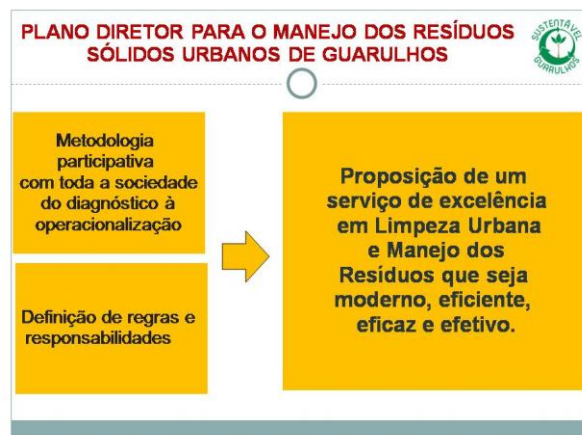 PLANO DIRETOR PARA O MANEJO DOS RESÍDUOS
SÓLIDOS URBANOS DE GUARULHOS
SUSTENTÁVEL
GUARULHOS
Metodologia
participativa
com toda a sociedade
do diagnóstico à
operacionalização
Definição de regras e
responsabilidades
Proposição de um
serviço de excelência
em Limpeza Urbana
e Manejo dos
Resíduos que seja
moderno, eficiente,
eficaz e efetivo.